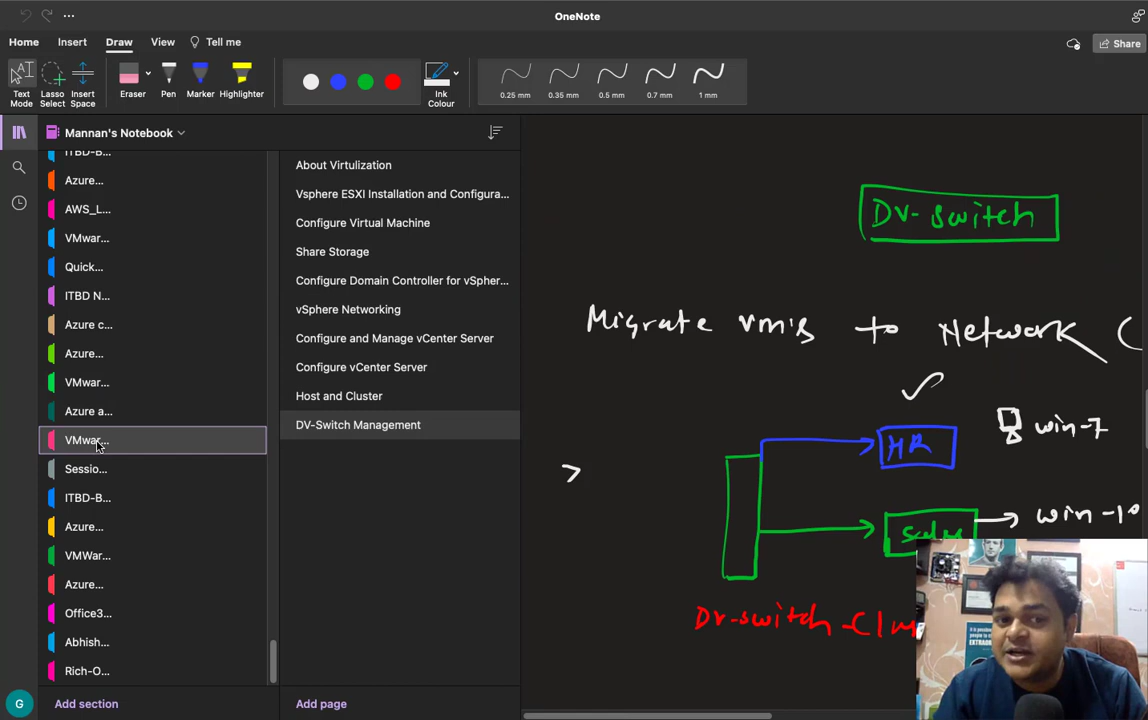 OneNote
Home Insert Draw View Tell me
Share
Text Mode
Lasso Select
Insert Space
Eraser
Pen
Marker
Highlighter
Ink Colour
0.25 mm 0.35 mm 0.5 mm 0.7 mm 1 mm
Mannan's Notebook
ITBD-B...
Azure...
AWS_L...
VMwar...
Quick...
ITBD N...
Azure c...
Azure...
VMwar...
Azure a...
VMwar...
Sessio...
ITBD-B...
Azure...
VMWar...
Azure...
Office3...
Abhish...
Rich-O...
G
Add section
About Virtulization
Vsphere ESXI Installation and Configura...
Configure Virtual Machine
Share Storage
Configure Domain Controller for vSpher...
vSphere Networking
Configure and Manage vCenter Server
Configure vCenter Server
Host and Cluster
DV-Switch Management
Add page
DV-Switch
Migrate vm's to Network (
HR
win-7
>
Sales
win-10
Dv-switch-Clu